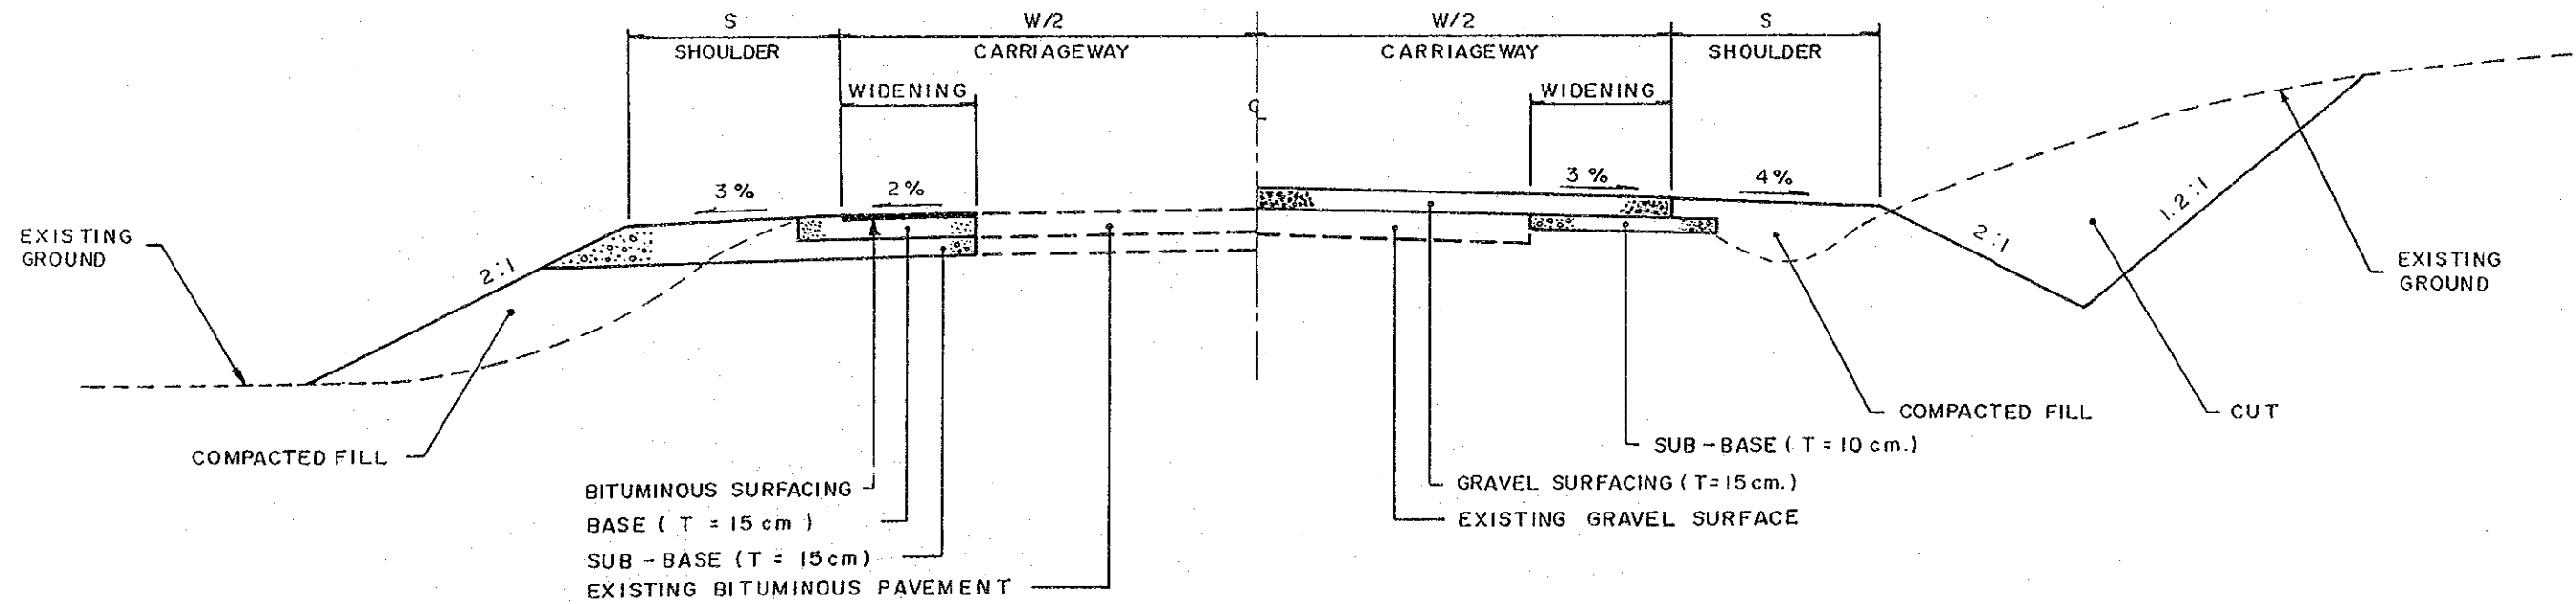 S W/2 W/2 S
SHOULDER CARRIAGEWAY CARRIAGEWAY SHOULDER
WIDENING WIDENING
℄
3% 2% 3% 4%
EXISTING
GROUND
2:1
2:1
1.2:1
EXISTING
GROUND
COMPACTED FILL
COMPACTED FILL
CUT
SUB-BASE (T = 10 cm.)
BITUMINOUS SURFACING
GRAVEL SURFACING (T=15 cm.)
BASE ( T = 15 cm )
EXISTING GRAVEL SURFACE
SUB-BASE (T = 15 cm)
EXISTING BITUMINOUS PAVEMENT